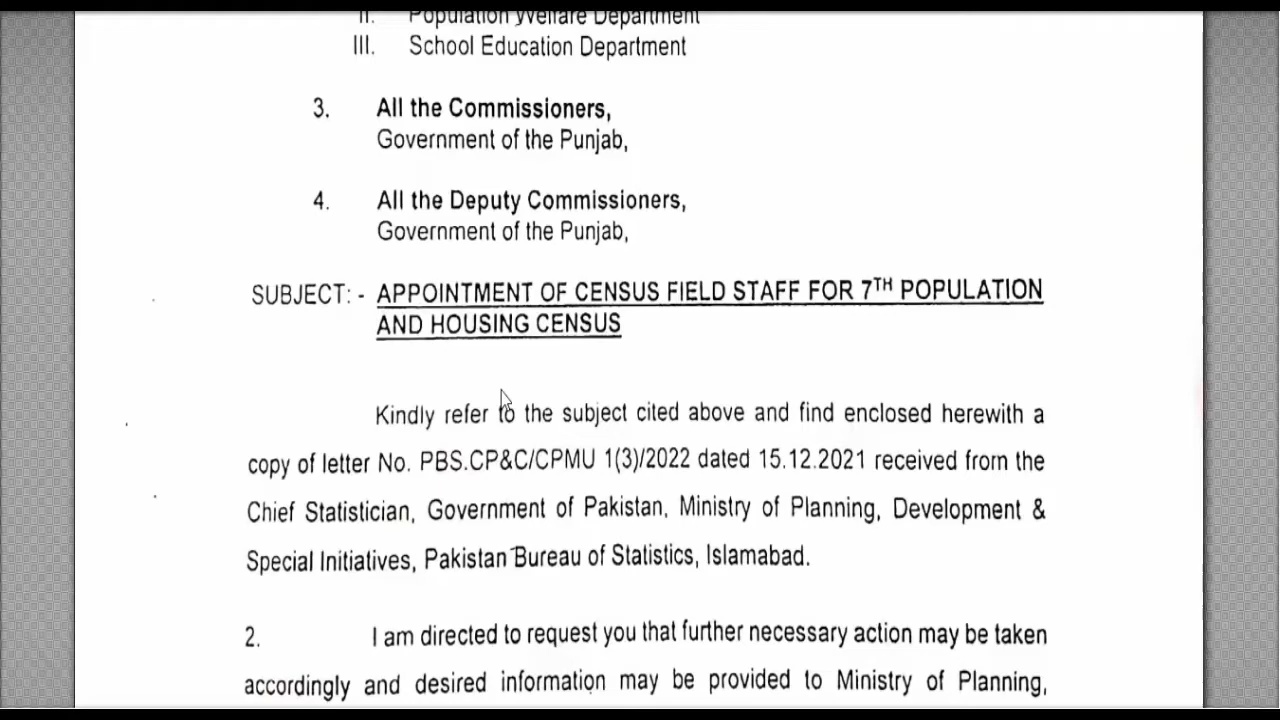 II. Population Welfare Department
III. School Education Department
3. All the Commissioners,
Government of the Punjab,
4. All the Deputy Commissioners,
Government of the Punjab,
SUBJECT: - APPOINTMENT OF CENSUS FIELD STAFF FOR 7TH POPULATION
AND HOUSING CENSUS
Kindly refer to the subject cited above and find enclosed herewith a
copy of letter No. PBS.CP&C/CPMU 1(3)/2022 dated 15.12.2021 received from the
Chief Statistician, Government of Pakistan, Ministry of Planning, Development &
Special Initiatives, Pakistan Bureau of Statistics, Islamabad.
2. I am directed to request you that further necessary action may be taken
accordingly and desired information may be provided to Ministry of Planning,